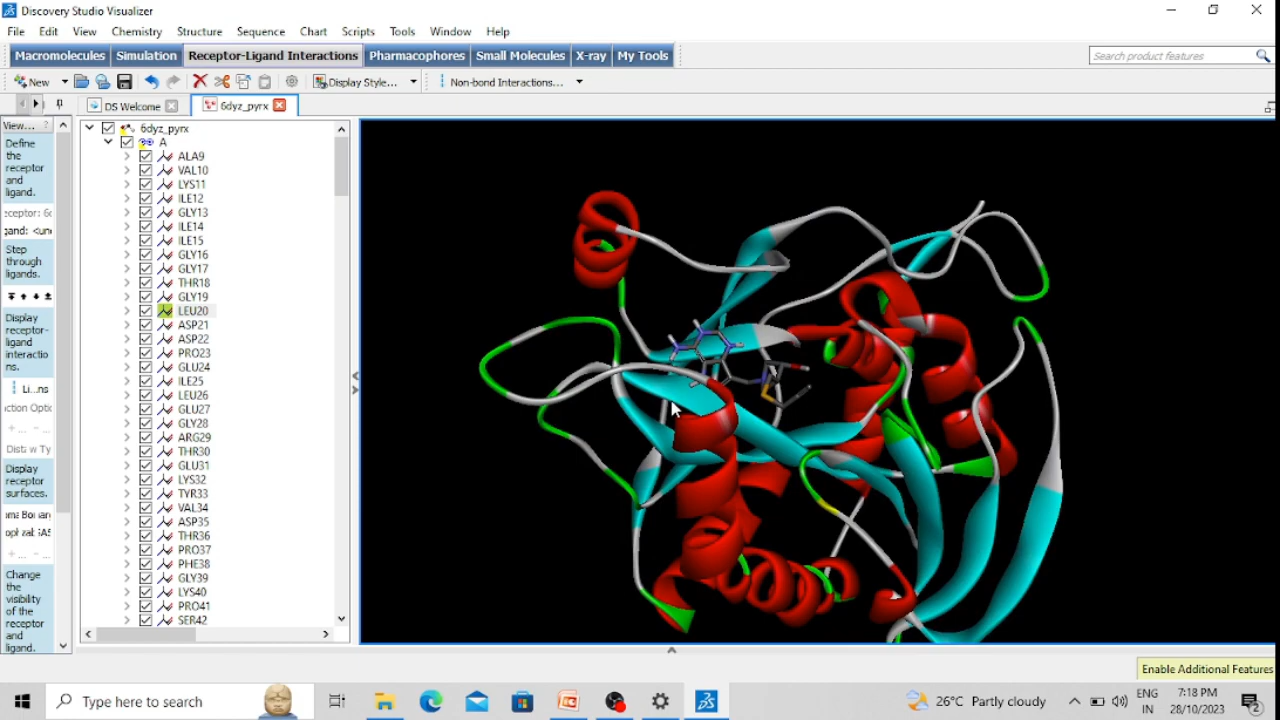 Discovery Studio Visualizer
File Edit View Chemistry Structure Sequence Chart Scripts Tools Window Help
Macromolecules Simulation Receptor-Ligand Interactions Pharmacophores Small Molecules X-ray My Tools
Search product features
New Display Style... Non-bond Interactions...
DS Welcome 6dyz_pyrx
View... ?
Define
the
receptor
and
ligand.
Step
through
ligands.
Display
receptor-
ligand
interactio
ns.
Li...ns
Display
receptor
surfaces.
Change
the
visibility
of the
receptor
and
ligand.
6dyz_pyrx
A
ALA9
VAL10
LYS11
ILE12
GLY13
ILE14
ILE15
GLY16
GLY17
THR18
GLY19
LEU20
ASP21
ASP22
PRO23
GLU24
ILE25
LEU26
GLU27
GLY28
ARG29
THR30
GLU31
LYS32
TYR33
VAL34
ASP35
THR36
PRO37
PHE38
GLY39
LYS40
PRO41
SER42
Enable Additional Features
Type here to search
26°C Partly cloudy
ENG
IN
7:18 PM
28/10/2023
2